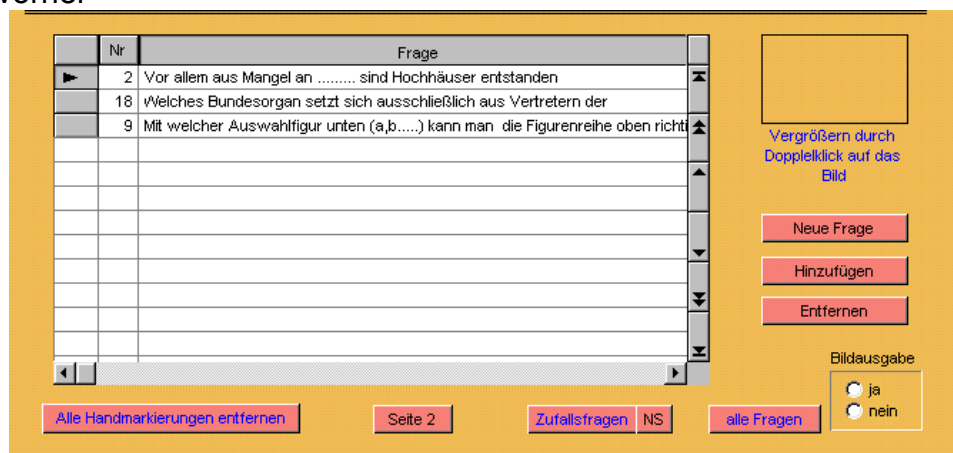 Nr Frage
2 Vor allem aus Mangel an ......... sind Hochhäuser entstanden
18 Welches Bundesorgan setzt sich ausschließlich aus Vertretern der
9 Mit welcher Auswahlfigur unten (a,b.....) kann man die Figurenreihe oben richti
Vergrößern durch
Dopplelklick auf das
Bild
Neue Frage
Hinzufügen
Entfernen
Bildausgabe
ja
nein
Alle Handmarkierungen entfernen Seite 2 Zufallsfragen NS alle Fragen